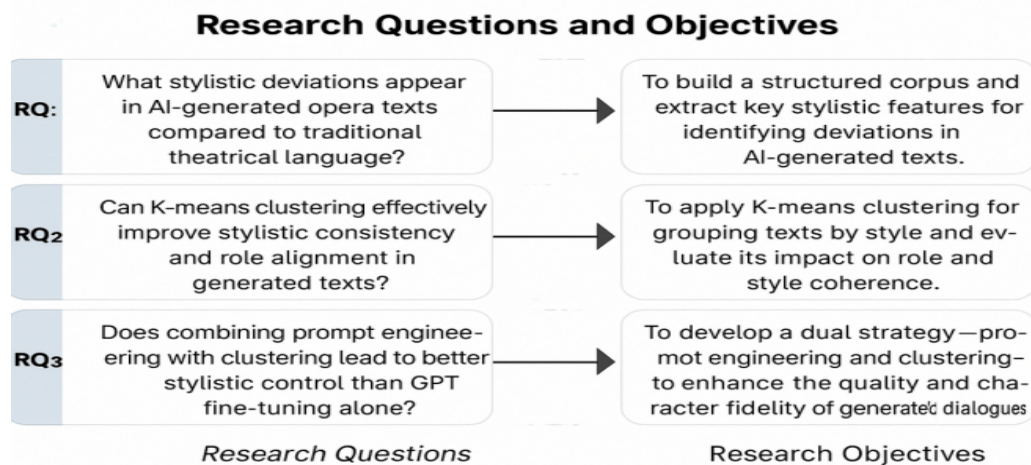 Research Questions and Objectives
RQ:
What stylistic deviations appear
in AI-generated opera texts
compared to traditional
theatrical language?
To build a structured corpus and
extract key stylistic features for
identifying deviations in
AI-generated texts.
RQ2
Can K-means clustering effectively
improve stylistic consistency
and role alignment in
generated texts?
To apply K-means clustering for
grouping texts by style and ev-
luate its impact on role and
style coherence.
RQ3
Does combining prompt enginee-
ering with clustering lead to better
stylistic control than GPT
fine-tuning alone?
To develop a dual strategy—pro-
mot engineering and clustering–
to enhance the quality and cha-
racter fidelity of generated dialogues
Research Questions
Research Objectives